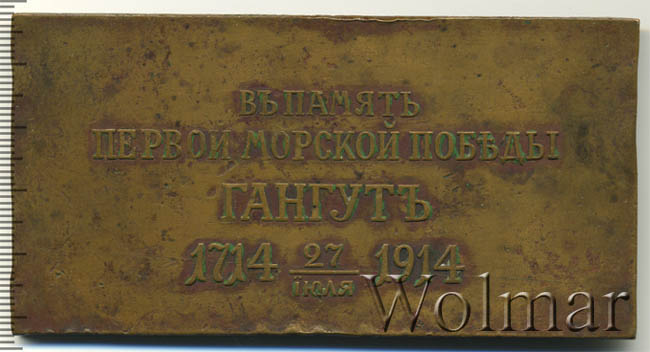 ВЪ ПАМЯТЬ
ПЕРВОЙ МОРСКОЙ ПОБѢДЫ
ГАНГУТЪ
1714 27 1914
ІЮЛЯ
Wolmar